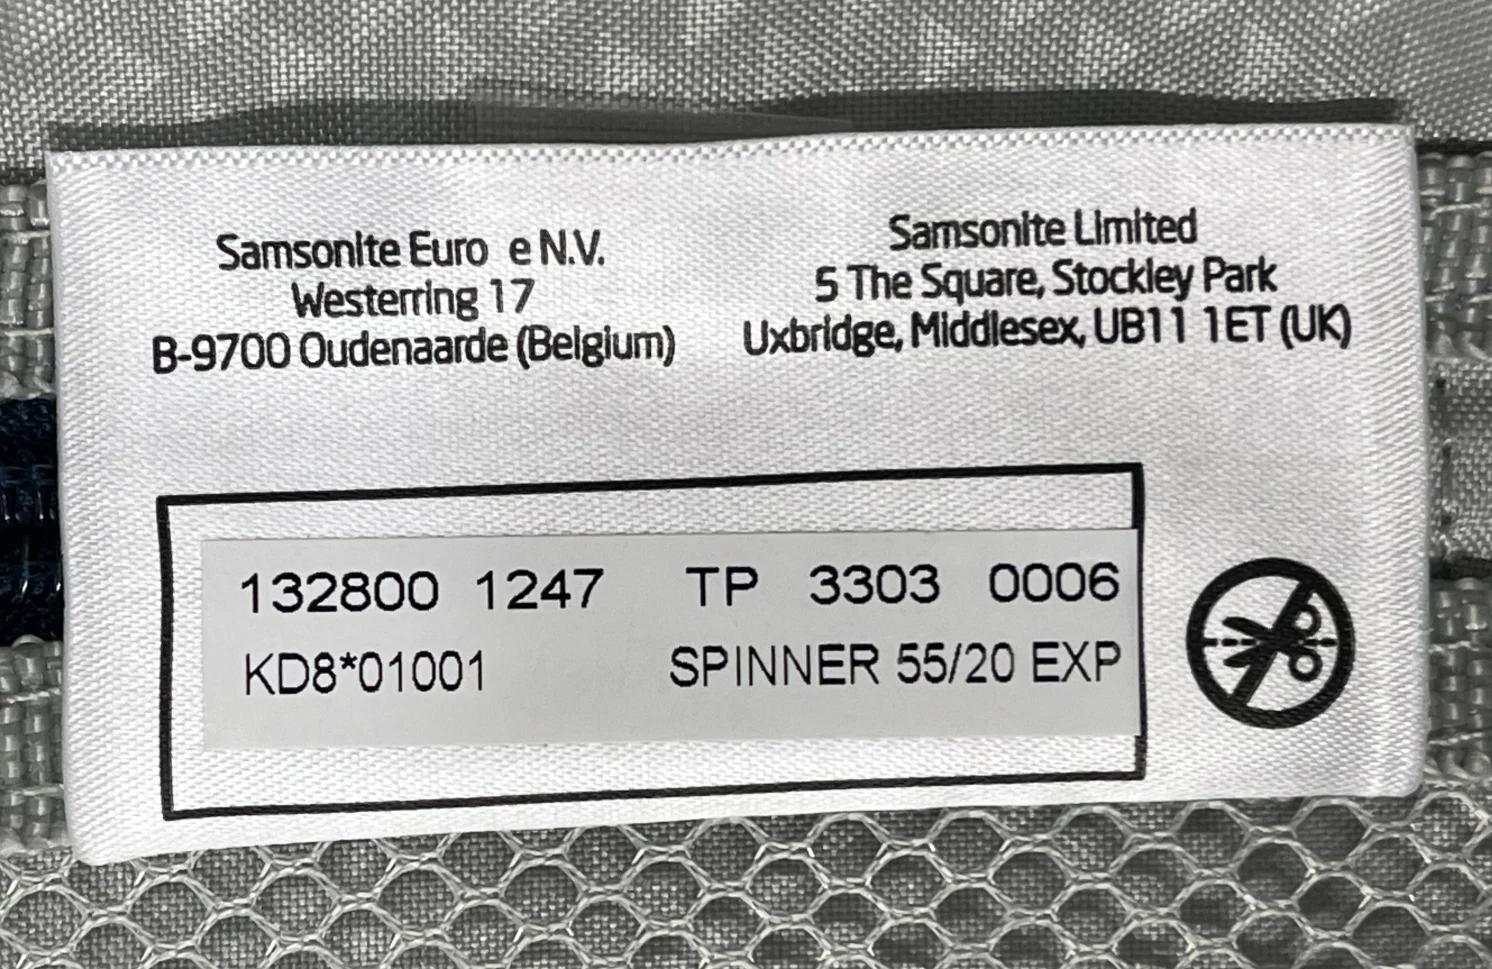 Samsonite Euro e N.V.
Westerring 17
B-9700 Oudenaarde (Belgium)
Samsonite Limited
5 The Square, Stockley Park
Uxbridge, Middlesex, UB11 1ET (UK)
132800 1247 TP 3303 0006
KD8*01001 SPINNER 55/20 EXP